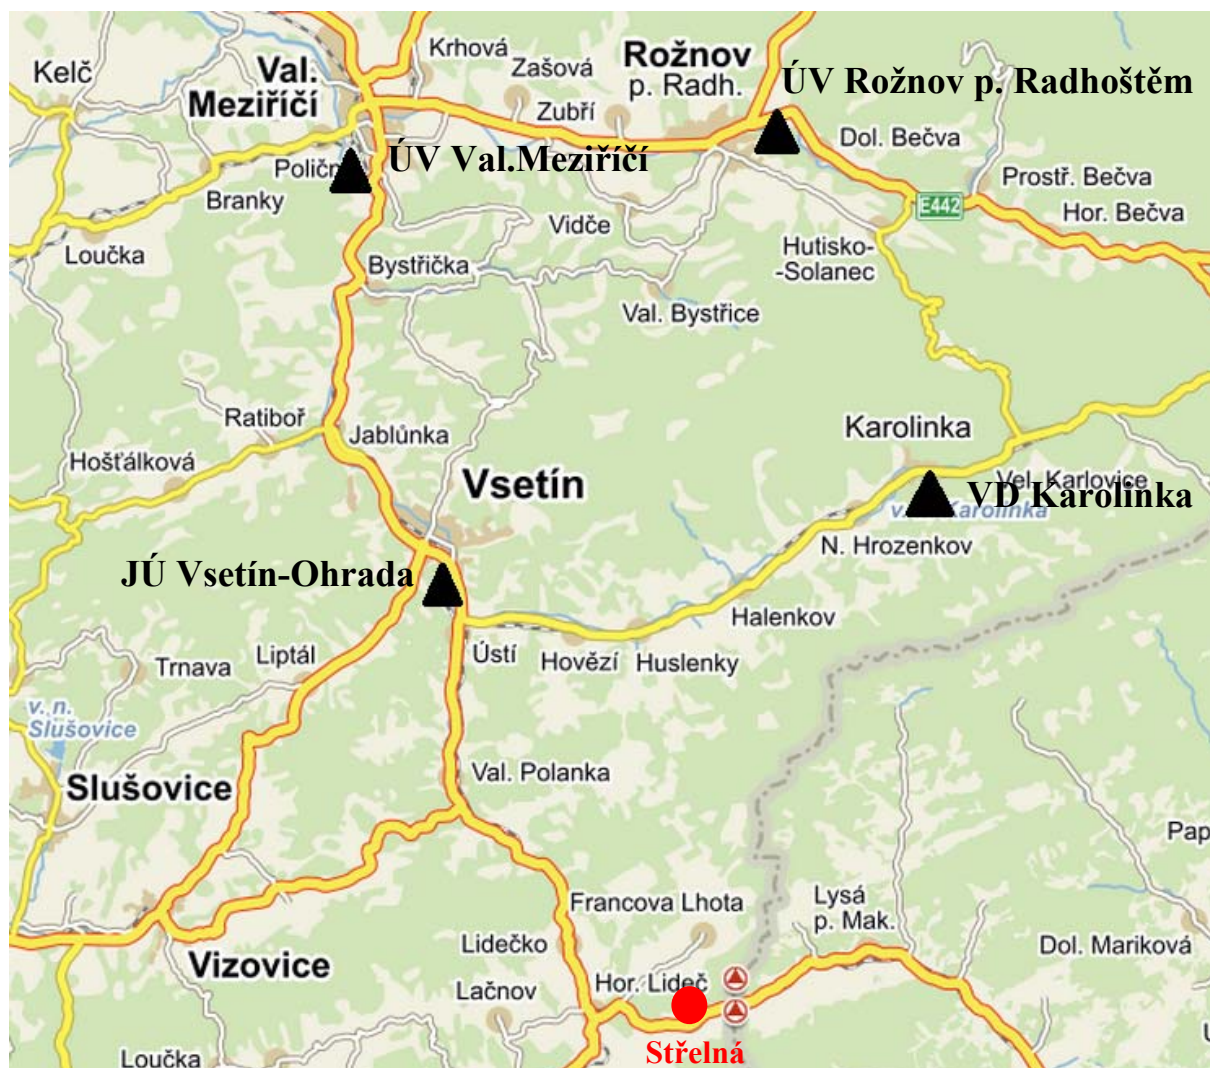 Krhová
Rožnov
p. Radh.
Kelč
Val.
Meziříčí
Zašová
Zubří
ÚV Rožnov p. Radhoštěm
Dol. Bečva
ÚV Val.Meziříčí
Poličn
Branky
Prostř. Bečva
E442
Hor. Bečva
Vidče
Loučka
Bystřička
Hutisko-
-Solanec
Val. Bystřice
Ratiboř
Jablůnka
Karolinka
Hošťálková
Vsetín
Vel. Karlovice
VD Karolinka
v. Karolinka
N. Hrozenkov
JÚ Vsetín-Ohrada
Halenkov
Trnava
Liptál
Ústí
Hovězí
Huslenky
v. n.
Slušovice
Slušovice
Val. Polanka
Pap
Francova Lhota
Lysá
p. Mak.
Lidečko
Dol. Mariková
Vizovice
Hor. Lideč
Lačnov
Střelná
Loučka